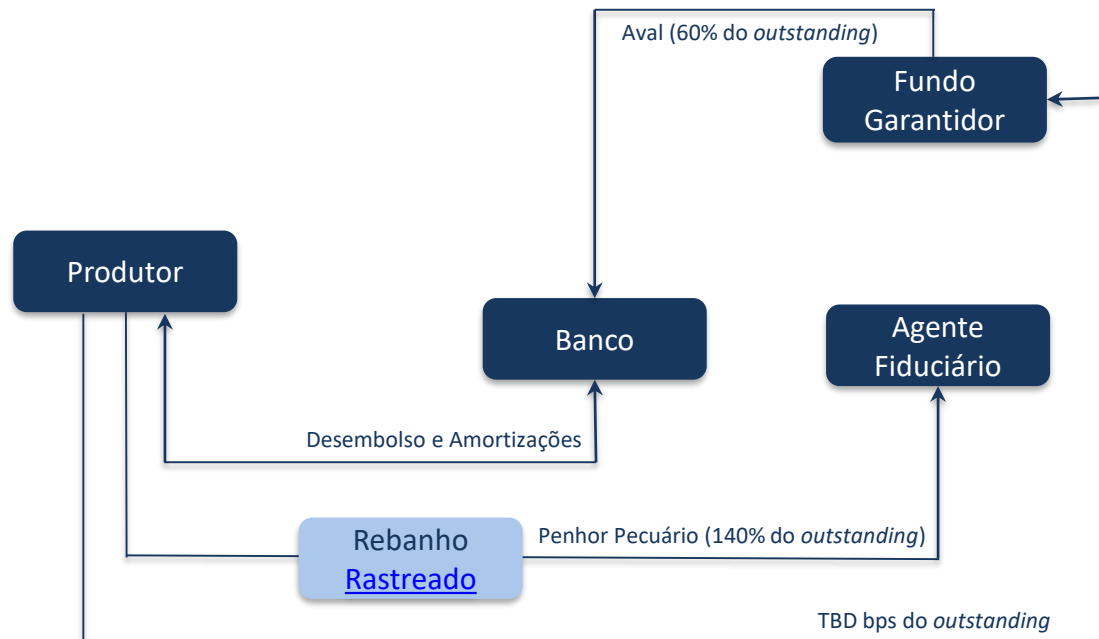 Aval (60% do outstanding)
Fundo
Garantidor
Produtor
Banco
Agente
Fiduciário
Desembolso e Amortizações
Rebanho
Rastreado
Penhor Pecuário (140% do outstanding)
TBD bps do outstanding